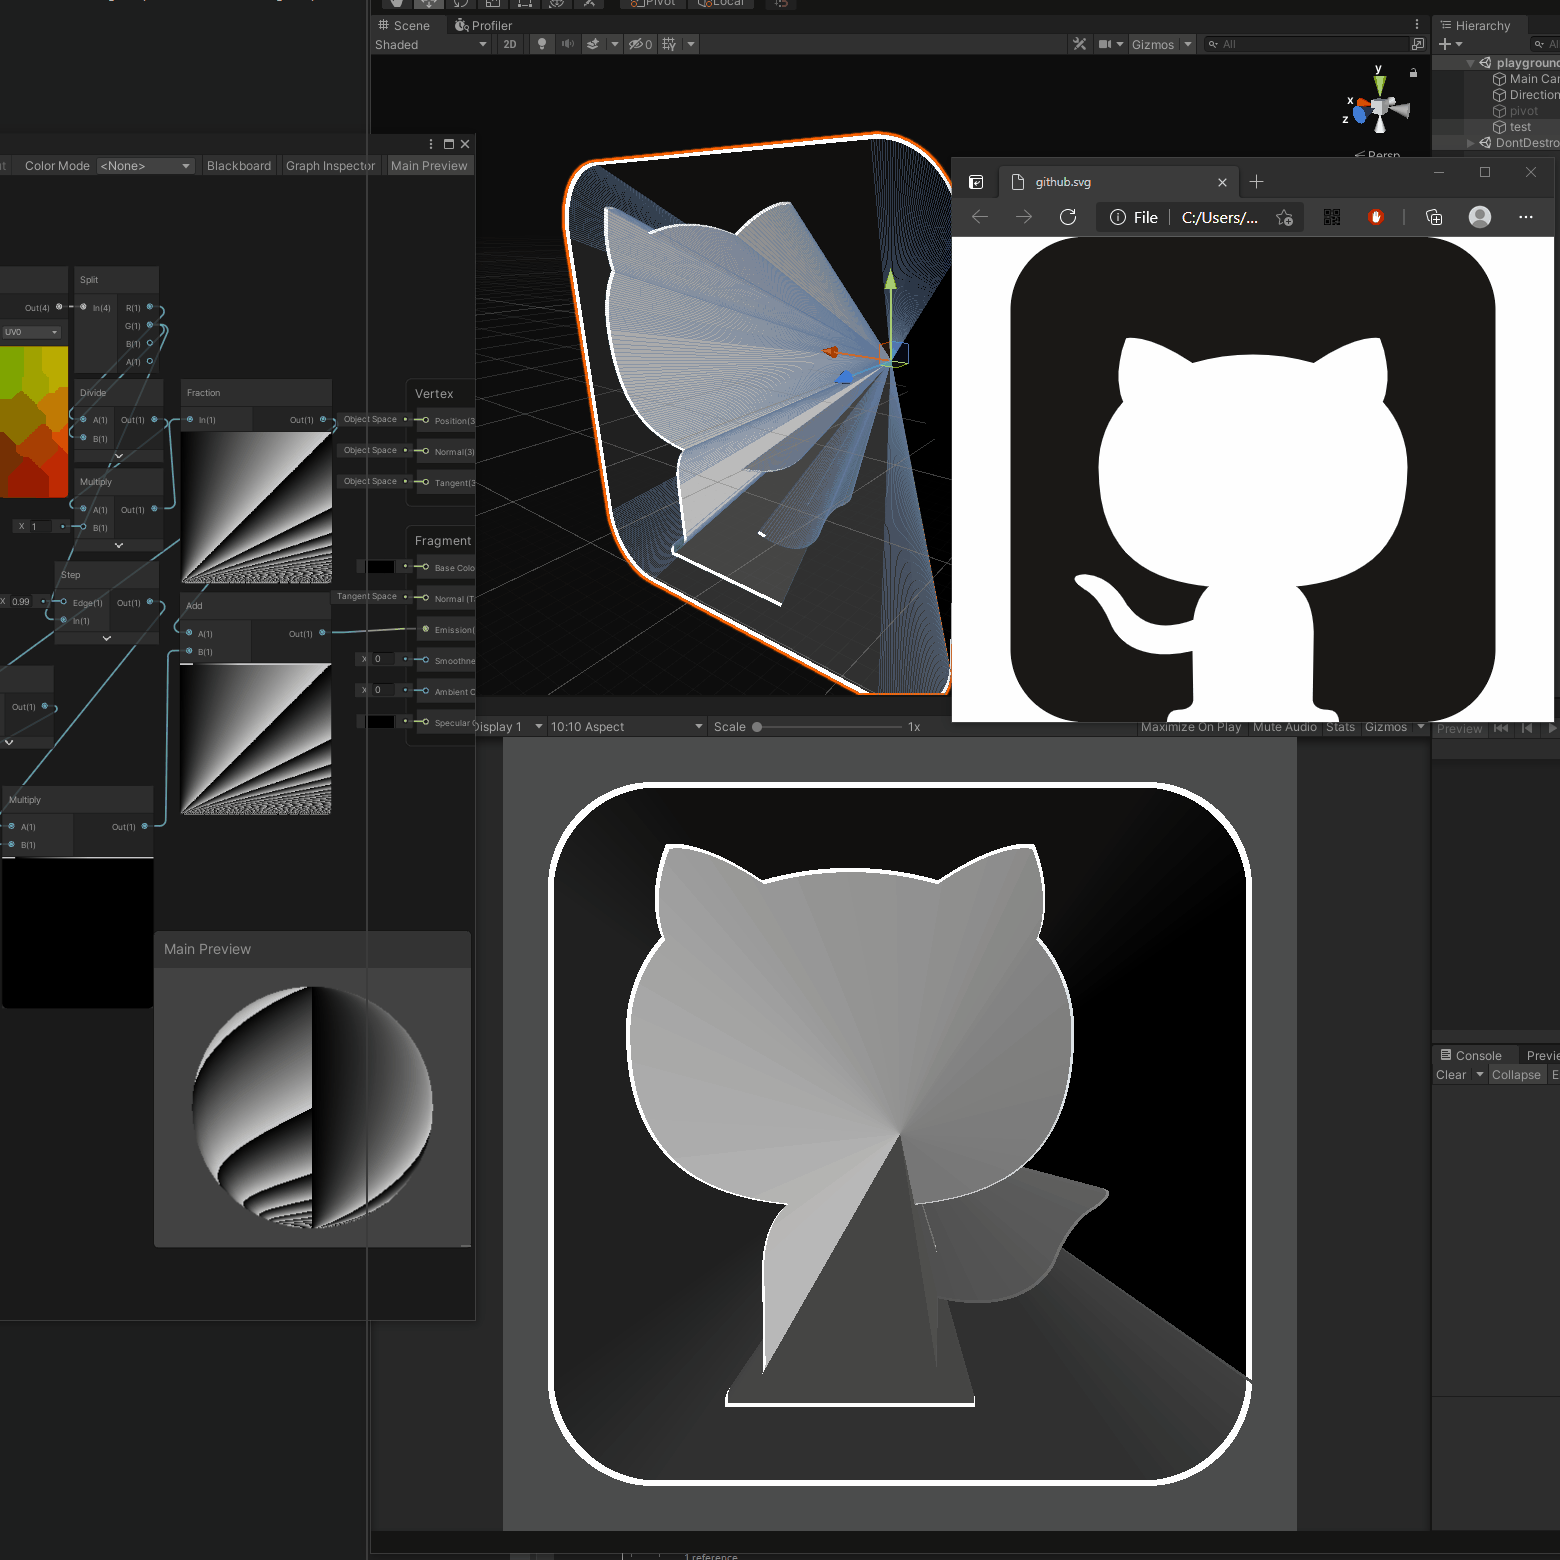 Pivot
Local
Scene
Profiler
Hierarchy
Shaded
2D
0
Gizmos
All
playground
Main Car
Direction
pivot
test
DontDestro
y
x
z
Persp
Color Mode
<None>
Blackboard
Graph Inspector
Main Preview
github.svg
File
C:/Users/...
Split
Out(4)
In(4)
R(1)
G(1)
B(1)
A(1)
UV0
Divide
A(1)
Out(1)
B(1)
Fraction
In(1)
Out(1)
Multiply
A(1)
Out(1)
X 1
B(1)
Vertex
Object Space
Position(3
Object Space
Normal(3)
Object Space
Tangent(3
Fragment
Base Colo
Tangent Space
Normal (T
Emission(
X 0
Smoothne
X 0
Ambient O
Specular C
Step
X 0.99
Edge(1)
Out(1)
In(1)
Add
A(1)
Out(1)
B(1)
Out(1)
Multiply
A(1)
Out(1)
B(1)
Main Preview
Display 1
10:10 Aspect
Scale
1x
Maximize On Play
Mute Audio
Stats
Gizmos
Preview
Console
Previe
Clear
Collapse
E
1 reference